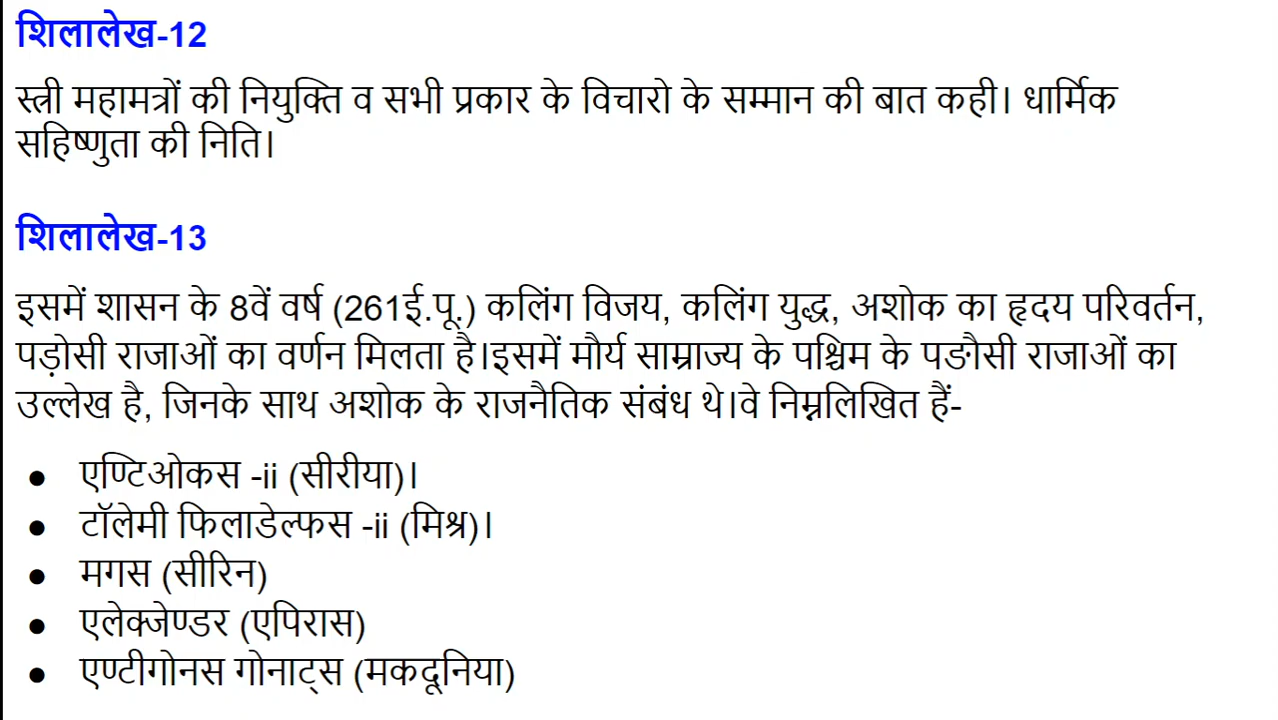 शिलालेख-12
स्त्री महामत्रों की नियुक्ति व सभी प्रकार के विचारो के सम्मान की बात कही। धार्मिक
सहिष्णुता की निति।
शिलालेख-13
इसमें शासन के 8वें वर्ष (261ई.पू.) कलिंग विजय, कलिंग युद्ध, अशोक का हृदय परिवर्तन,
पड़ोसी राजाओं का वर्णन मिलता है।इसमें मौर्य साम्राज्य के पश्चिम के पङौसी राजाओं का
उल्लेख है, जिनके साथ अशोक के राजनैतिक संबंध थे।वे निम्नलिखित हैं-
● एण्टिओकस -ii (सीरीया)।
● टॉलेमी फिलाडेल्फस -ii (मिश्र)।
● मगस (सीरिन)
● एलेक्जेण्डर (एपिरास)
● एण्टीगोनस गोनाट्स (मकदूनिया)